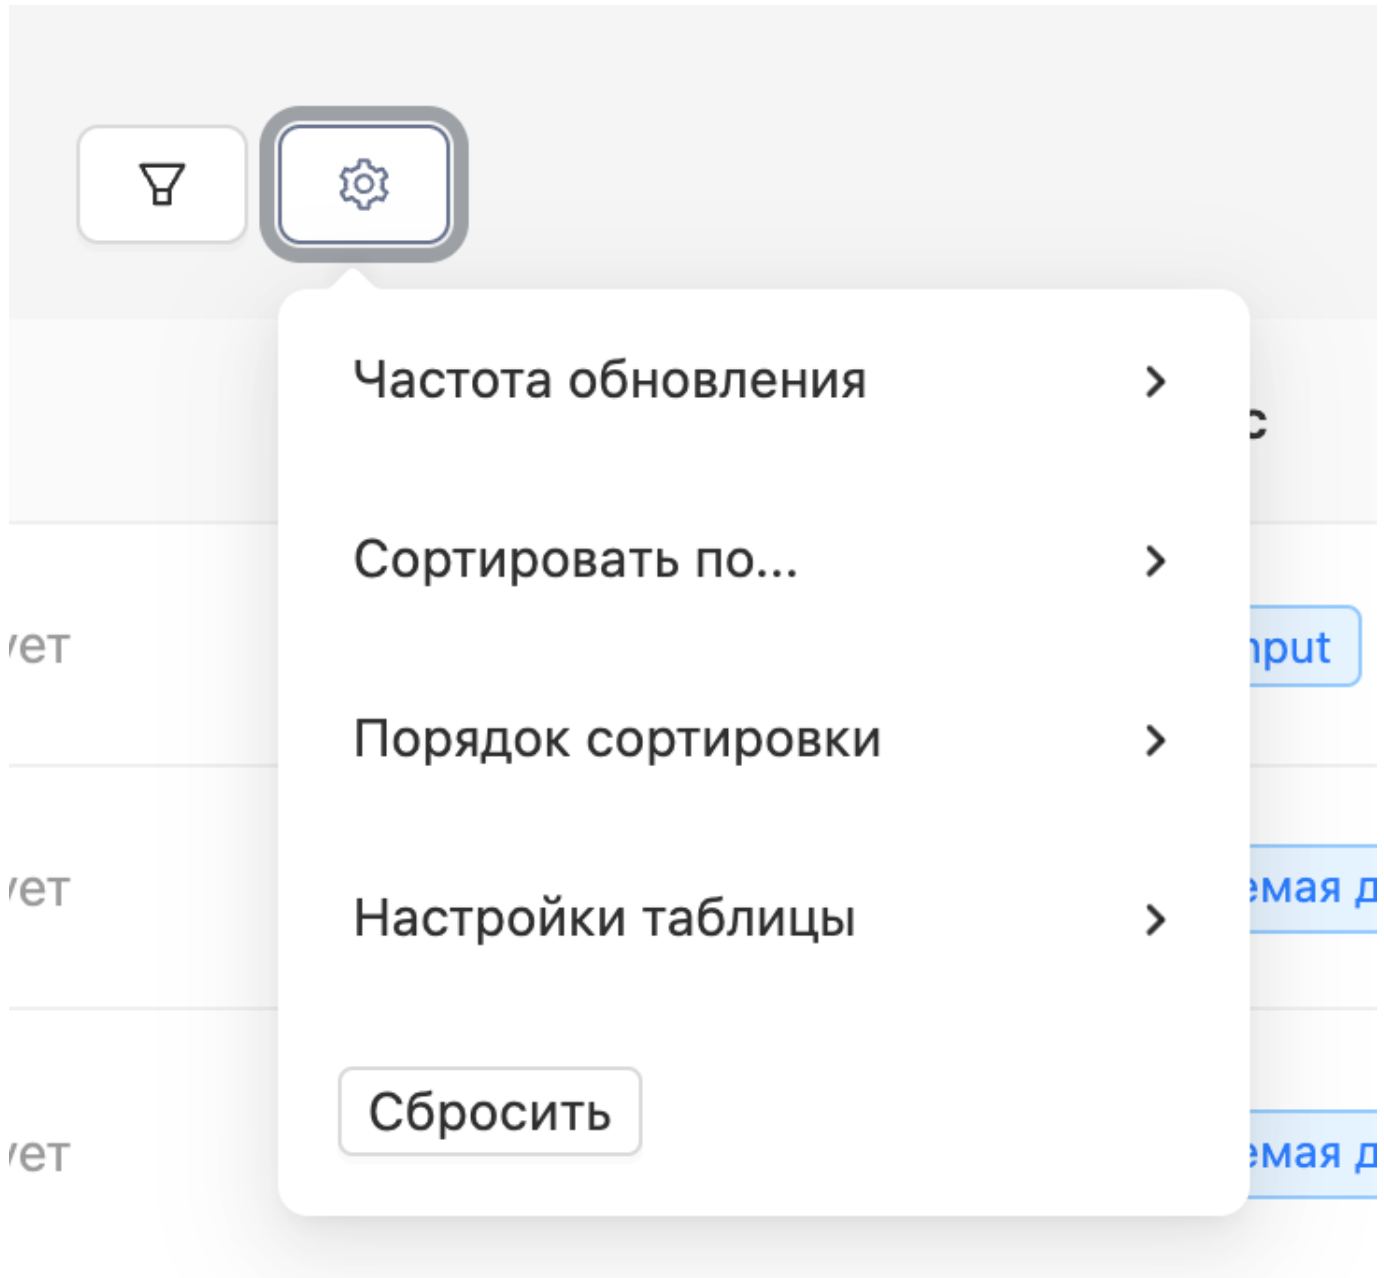 Частота обновления
Сортировать по...
Порядок сортировки
Настройки таблицы
Сбросить